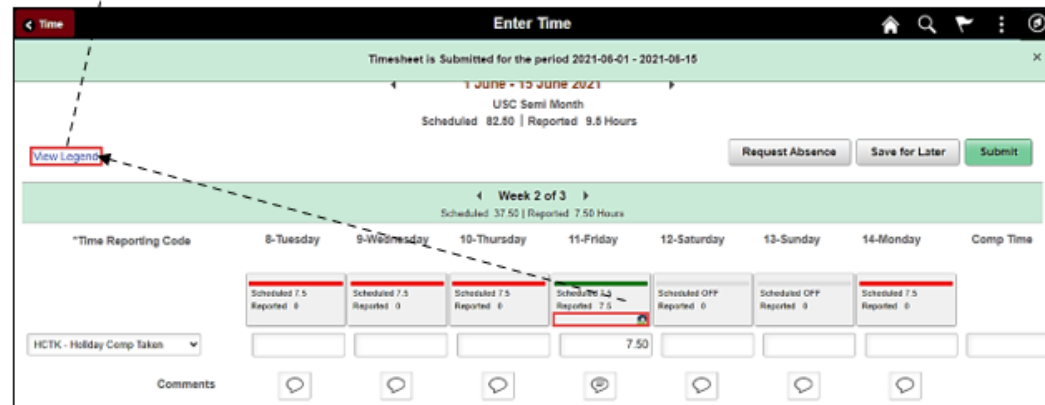 Time
Enter Time
Timesheet is Submitted for the period 2021-06-01 - 2021-06-15
1 June - 15 June 2021
USC Semi Month
Scheduled 82.50 | Reported 9.5 Hours
View Legend
Request Absence
Save for Later
Submit
Week 2 of 3
Scheduled 37.50 | Reported 7.50 Hours
*Time Reporting Code 8-Tuesday 9-Wednesday 10-Thursday 11-Friday 12-Saturday 13-Sunday 14-Monday Comp Time
Scheduled 7.5 Scheduled 7.5 Scheduled 7.5 Scheduled 7.5 Scheduled OFF Scheduled OFF Scheduled 7.5
Reported 0 Reported 0 Reported 0 Reported 7.5 Reported 0 Reported 0 Reported 0
HCTK - Holiday Comp Taken 7.50
Comments